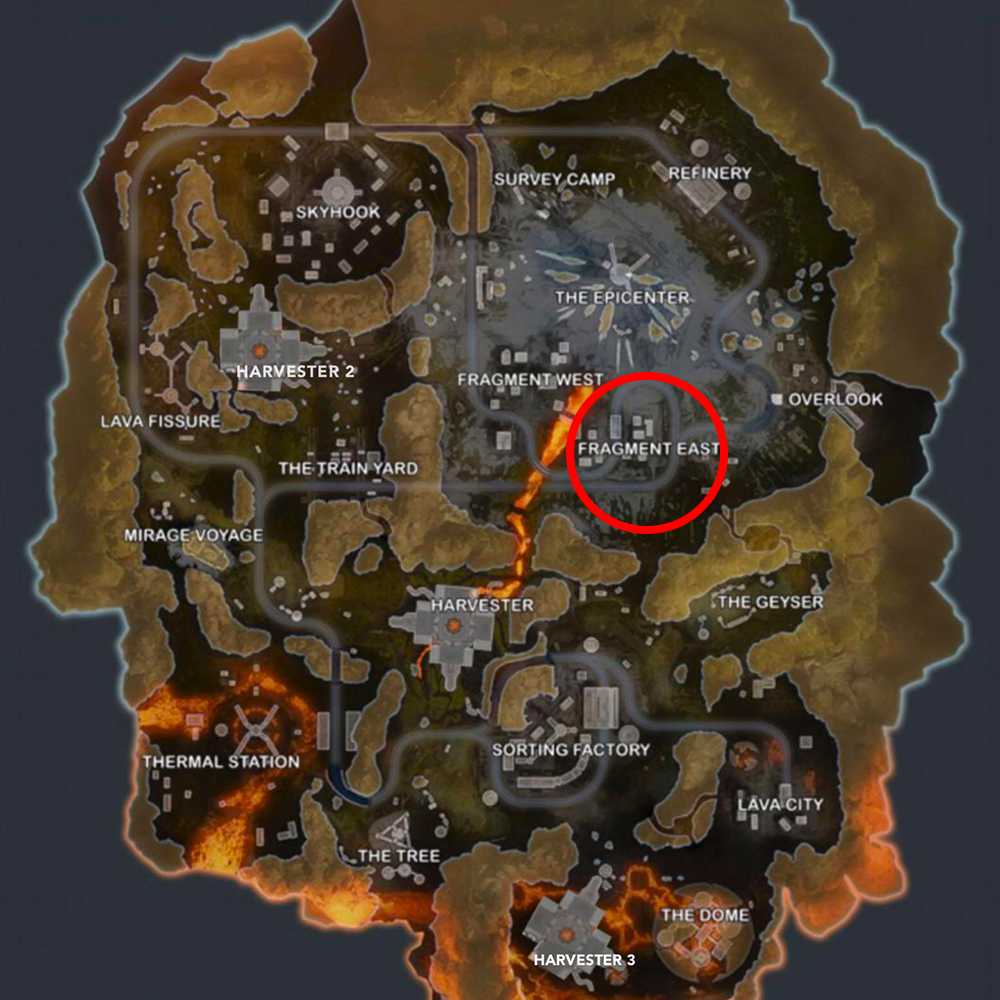 SURVEY CAMP
REFINERY
SKYHOOK
THE EPICENTER
HARVESTER 2
FRAGMENT WEST
OVERLOOK
LAVA FISSURE
FRAGMENT EAST
THE TRAIN YARD
MIRAGE VOYAGE
HARVESTER
THE GEYSER
SORTING FACTORY
THERMAL STATION
LAVA CITY
THE TREE
THE DOME
HARVESTER 3